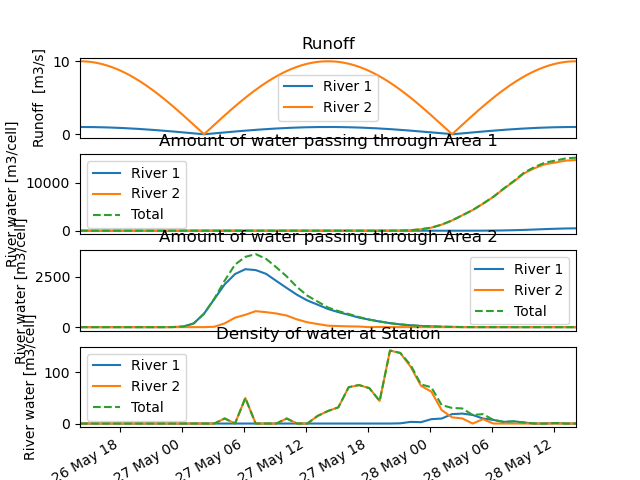 Runoff
Runoff [m3/s]
10
0
River 1
River 2
Amount of water passing through Area 1
River water [m3/cell]
10000
0
River 1
River 2
Total
Amount of water passing through Area 2
River water [m3/cell]
2500
0
River 1
River 2
Total
Density of water at Station
River water [m3/cell]
100
0
River 1
River 2
Total
26 May 18
27 May 00
27 May 06
27 May 12
27 May 18
28 May 00
28 May 06
28 May 12